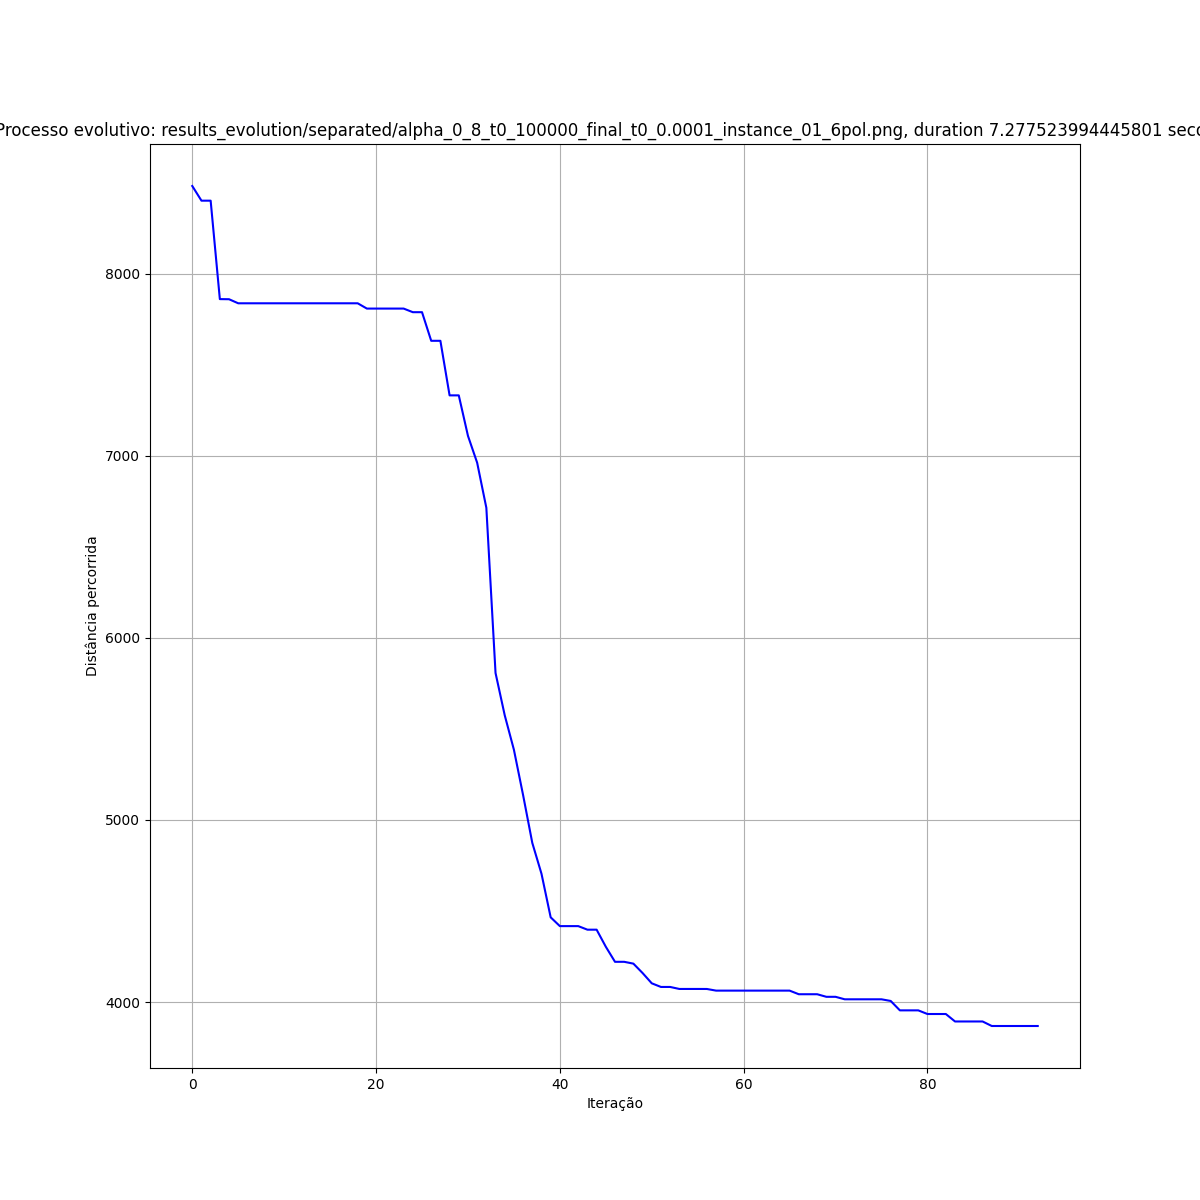 Processo evolutivo: results_evolution/separated/alpha_0_8_t0_100000_final_t0_0.0001_instance_01_6pol.png, duration 7.277523994445801
8000
7000
6000
5000
4000
Distância percorrida
0 20 40 60 80
Iteração